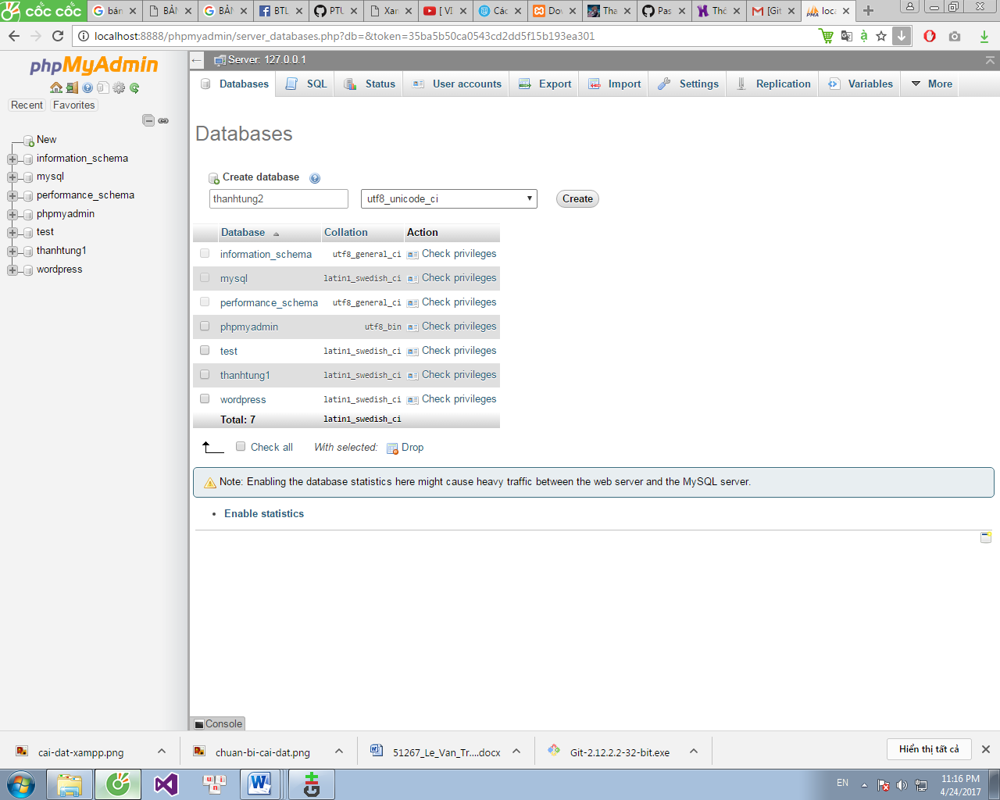 cốc cốc
bán
BÀN
BÀN
BTL
PTU
Xan
[ VI
Các
Dov
Tha
Pas
Thỏ
[Git
loca
localhost:8888/phpmyadmin/server_databases.php?db=&token=35ba5b50ca0543cd2dd5f15b193ea301
phpMyAdmin
Recent
Favorites
New
information_schema
mysql
performance_schema
phpmyadmin
test
thanhtung1
wordpress
Server: 127.0.0.1
Databases
SQL
Status
User accounts
Export
Import
Settings
Replication
Variables
More
Databases
Create database
thanhtung2
utf8_unicode_ci
Create
Database Collation Action
information_schema utf8_general_ci Check privileges
mysql latin1_swedish_ci Check privileges
performance_schema utf8_general_ci Check privileges
phpmyadmin utf8_bin Check privileges
test latin1_swedish_ci Check privileges
thanhtung1 latin1_swedish_ci Check privileges
wordpress latin1_swedish_ci Check privileges
Total: 7 latin1_swedish_ci
Check all With selected: Drop
Note: Enabling the database statistics here might cause heavy traffic between the web server and the MySQL server.
Enable statistics
Console
cai-dat-xampp.png
chuan-bi-cai-dat.png
51267_Le_Van_Tr....docx
Git-2.12.2.2-32-bit.exe
Hiển thị tất cả
EN
11:16 PM
4/24/2017